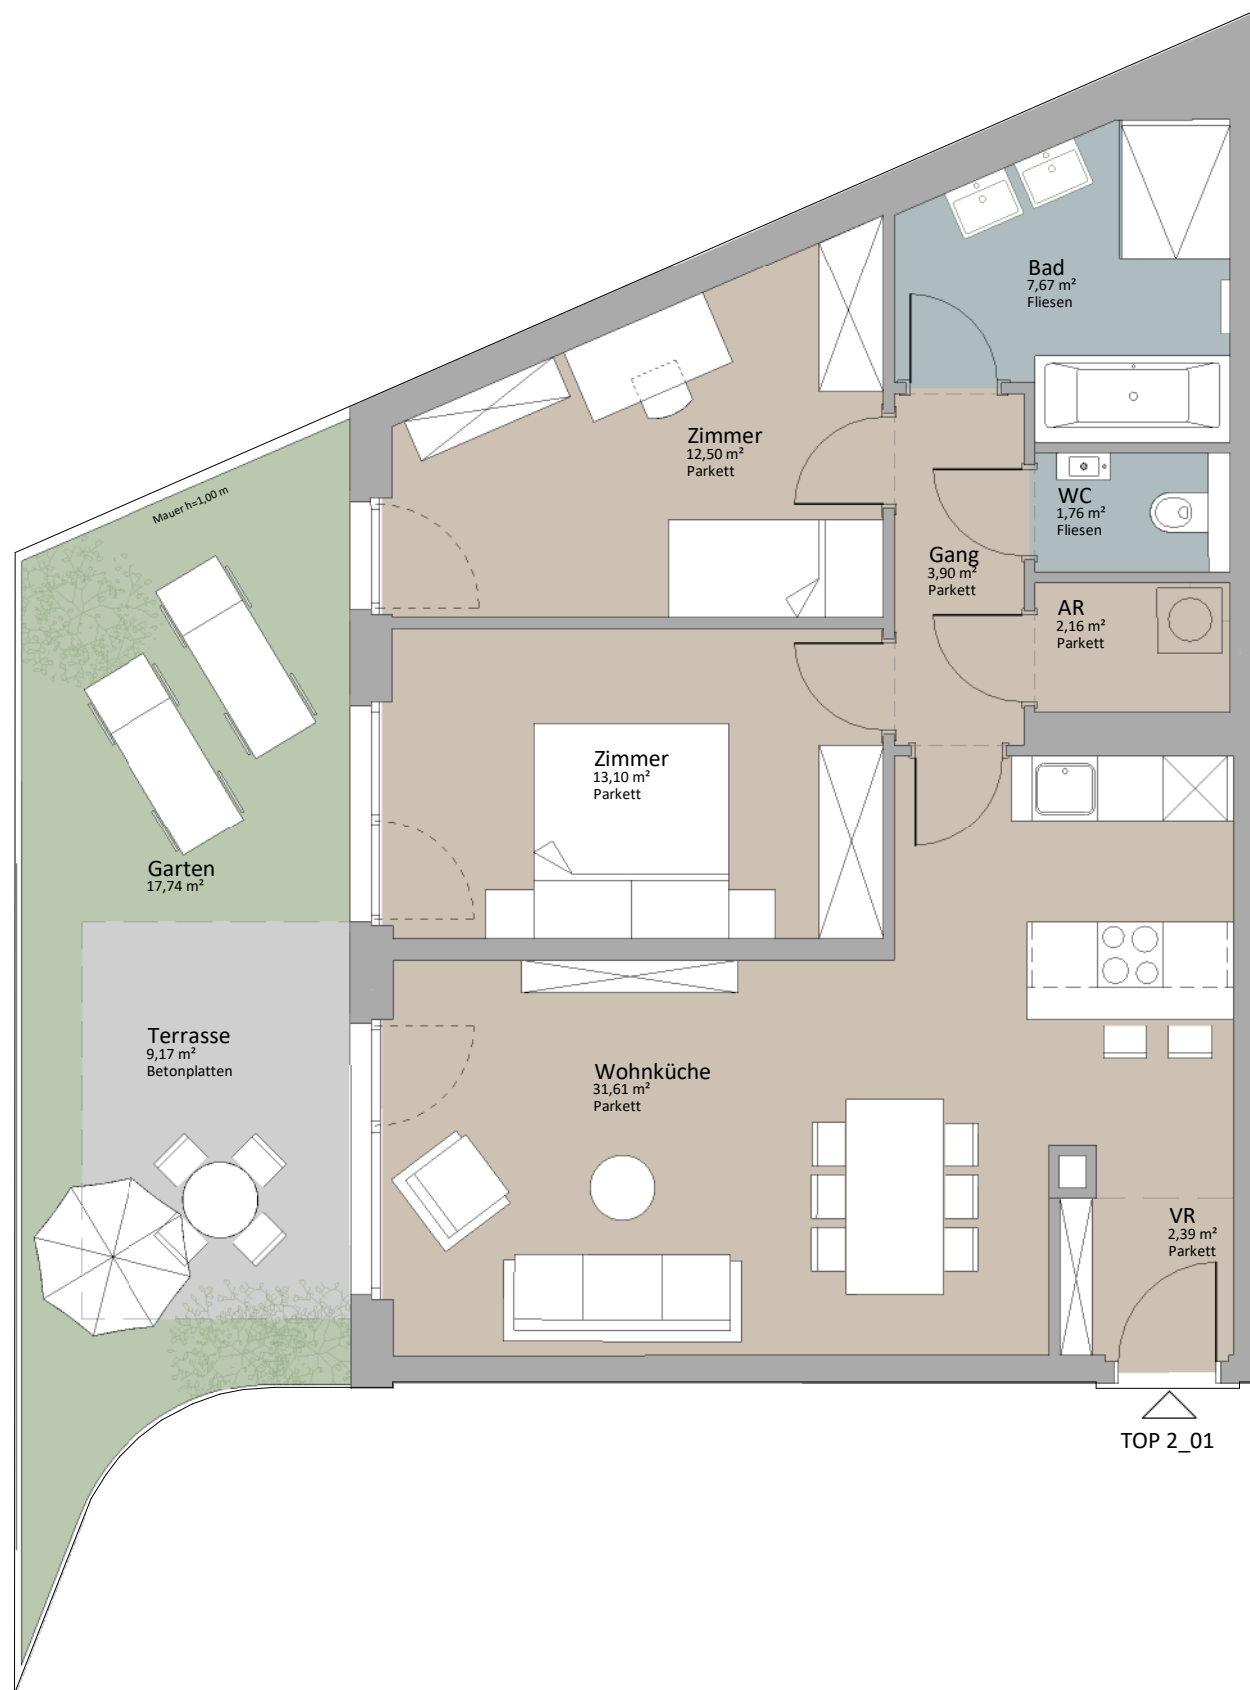 Bad
7,67 m²
Fliesen
Zimmer
12,50 m²
Parkett
Mauer h=1,00 m
WC
1,76 m²
Fliesen
Gang
3,90 m²
Parkett
AR
2,16 m²
Parkett
Zimmer
13,10 m²
Parkett
Garten
17,74 m²
Terrasse
9,17 m²
Betonplatten
Wohnküche
31,61 m²
Parkett
VR
2,39 m²
Parkett
TOP 2_01